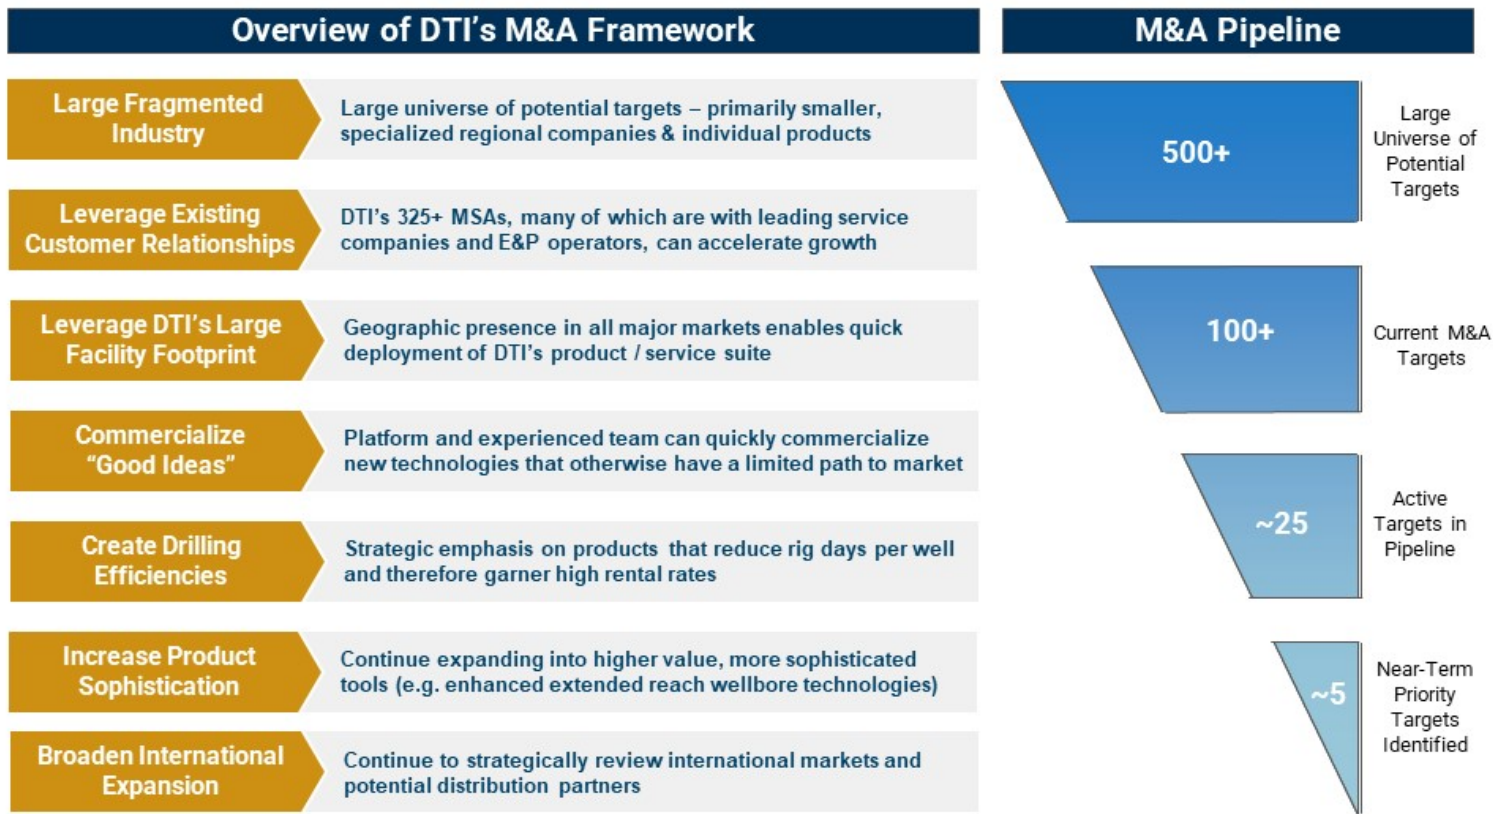 Overview of DTI's M&A Framework
Large Fragmented
Industry
Large universe of potential targets – primarily smaller,
specialized regional companies & individual products
Leverage Existing
Customer Relationships
DTI's 325+ MSAs, many of which are with leading service
companies and E&P operators, can accelerate growth
Leverage DTI's Large
Facility Footprint
Geographic presence in all major markets enables quick
deployment of DTI's product / service suite
Commercialize
“Good Ideas”
Platform and experienced team can quickly commercialize
new technologies that otherwise have a limited path to market
Create Drilling
Efficiencies
Strategic emphasis on products that reduce rig days per well
and therefore garner high rental rates
Increase Product
Sophistication
Continue expanding into higher value, more sophisticated
tools (e.g. enhanced extended reach wellbore technologies)
Broaden International
Expansion
Continue to strategically review international markets and
potential distribution partners
M&A Pipeline
500+
Large
Universe of
Potential
Targets
100+
Current M&A
Targets
~25
Active
Targets in
Pipeline
~5
Near-Term
Priority
Targets
Identified